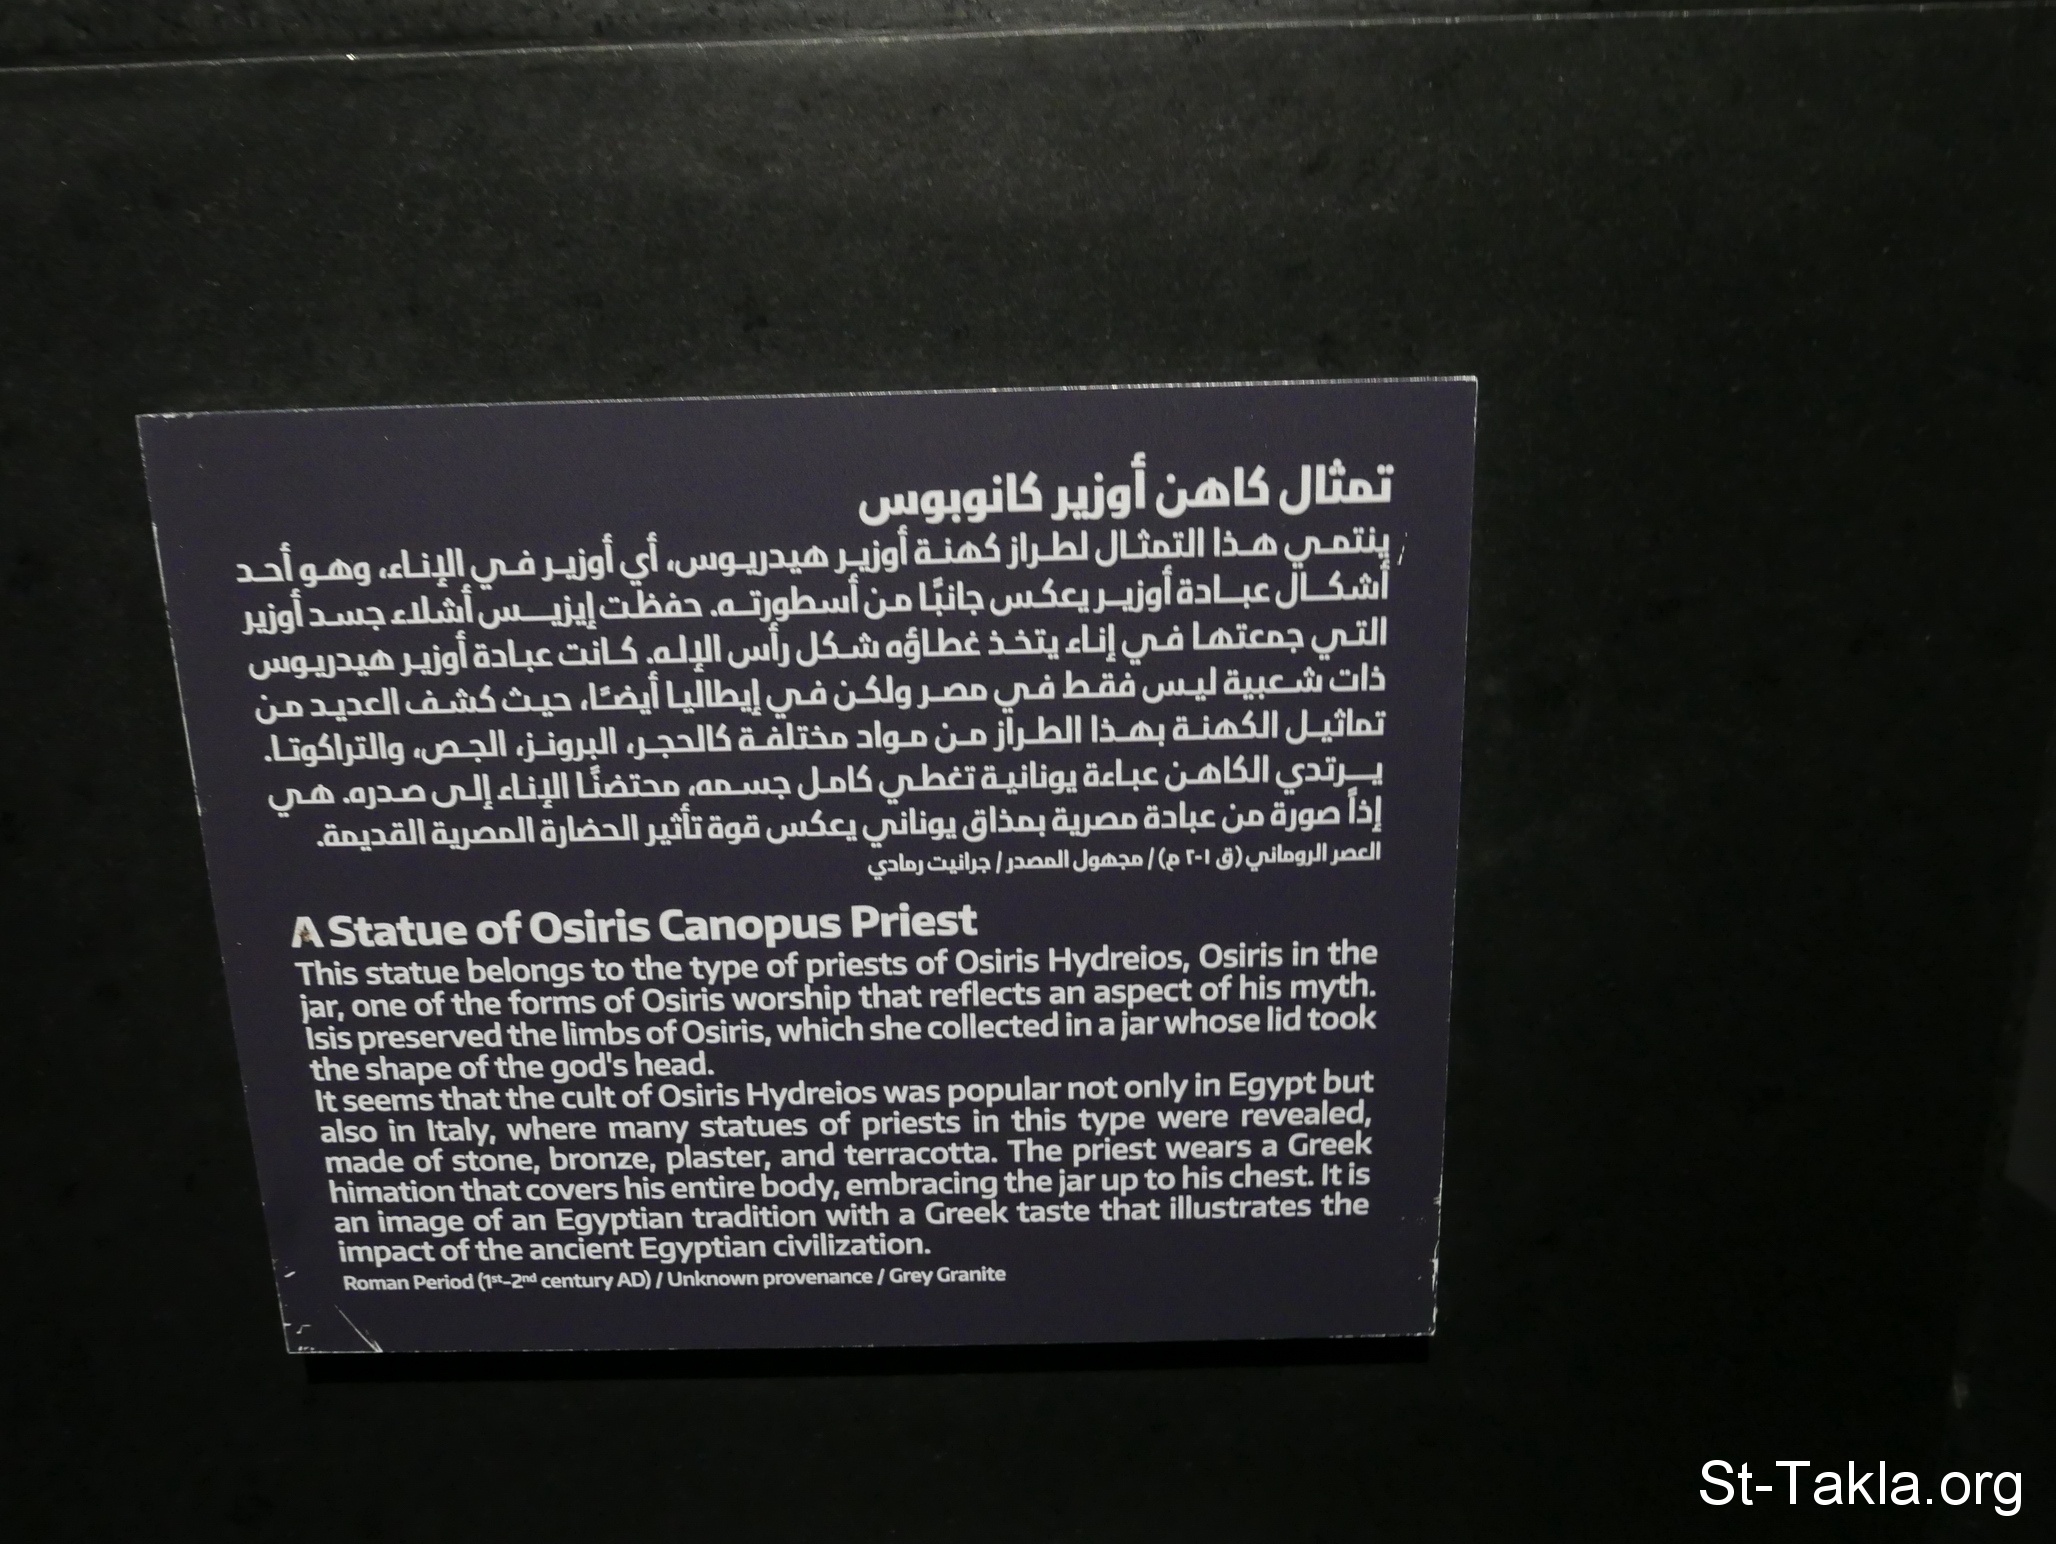 تمثال كاهن أوزير كانوبوس
ينتمي هذا التمثال لطراز كهنة أوزير هيدريوس، أي أوزير في الإناء، وهو أحد
أشكال عبادة أوزير يعكس جانبًا من أسطورته. حفظت إيزيس أشلاء جسد أوزير
التي جمعتها في إناء يتخذ غطاؤه شكل رأس الإله. كانت عبادة أوزير هيدريوس
ذات شعبية ليس فقط في مصر ولكن في إيطاليا أيضًا، حيث كشف العديد من
تماثيل الكهنة بهذا الطراز من مواد مختلفة كالحجر، البرونز، الجص، والتراكوتا.
يرتدي الكاهن عباءة يونانية تغطي كامل جسمه، محتضنًا الإناء إلى صدره. هي
إذاً صورة من عبادة مصرية بمذاق يوناني يعكس قوة تأثير الحضارة المصرية القديمة.
العصر الروماني (ق ١-٢ م) / مجهول المصدر / جرانيت رمادي
A Statue of Osiris Canopus Priest
This statue belongs to the type of priests of Osiris Hydreios, Osiris in the
jar, one of the forms of Osiris worship that reflects an aspect of his myth.
Isis preserved the limbs of Osiris, which she collected in a jar whose lid took
the shape of the god's head.
It seems that the cult of Osiris Hydreios was popular not only in Egypt but
also in Italy, where many statues of priests in this type were revealed,
made of stone, bronze, plaster, and terracotta. The priest wears a Greek
himation that covers his entire body, embracing the jar up to his chest. It is
an image of an Egyptian tradition with a Greek taste that illustrates the
impact of the ancient Egyptian civilization.
Roman Period (1st-2nd century AD) / Unknown provenance / Grey Granite
St-Takla.org